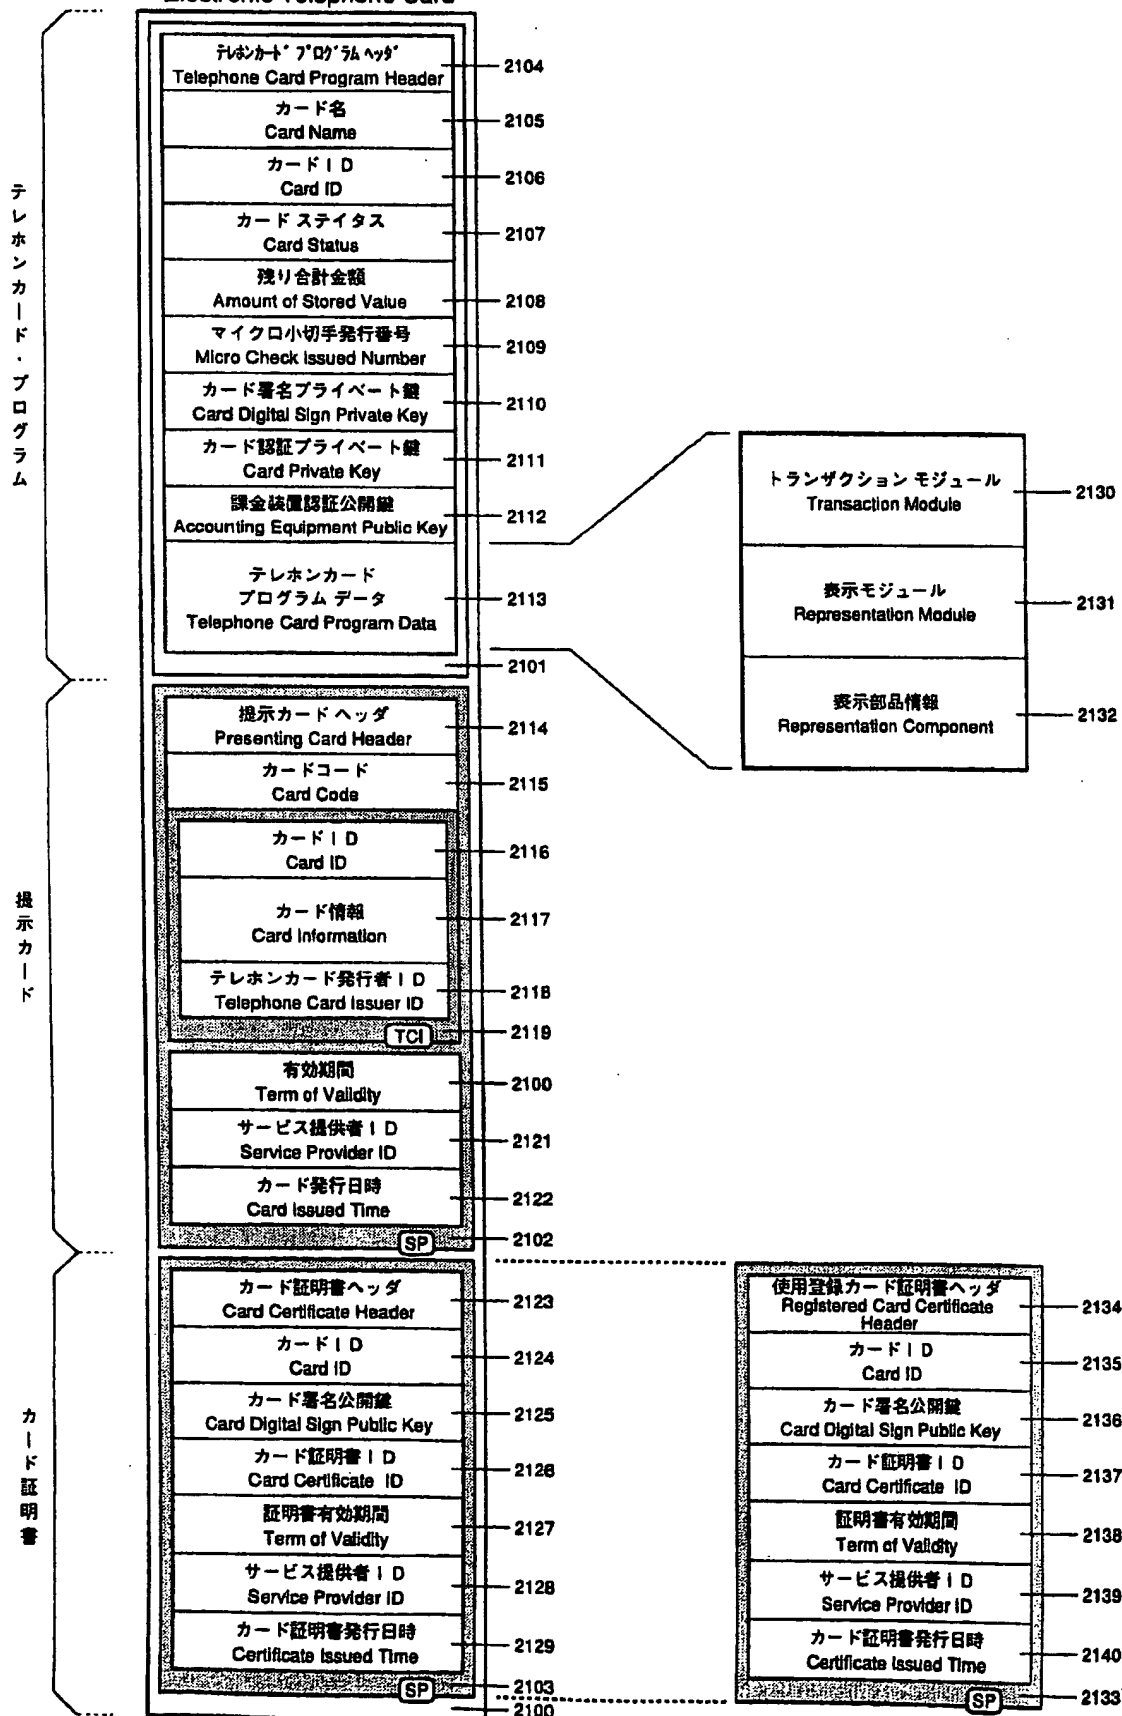 Electronic Telephone Card
テレホンカード プログラム ヘッダ
Telephone Card Program Header
2104
カード名
Card Name
2105
カード I D
Card ID
2106
カード ステイタス
Card Status
2107
残り合計金額
Amount of Stored Value
2108
マイクロ小切手発行番号
Micro Check Issued Number
2109
カード署名プライベート鍵
Card Digital Sign Private Key
2110
カード認証プライベート鍵
Card Private Key
2111
課金装置認証公開鍵
Accounting Equipment Public Key
2112
テレホンカード
プログラム データ
Telephone Card Program Data
2113
2101
テレホンカード・プログラム
トランザクション モジュール
Transaction Module
2130
表示モジュール
Representation Module
2131
表示部品情報
Representation Component
2132
提示カード ヘッダ
Presenting Card Header
2114
カードコード
Card Code
2115
カード I D
Card ID
2116
カード情報
Card Information
2117
テレホンカード発行者 I D
Telephone Card Issuer ID
2118
TCI
2119
有効期間
Term of Validity
2100
サービス提供者 I D
Service Provider ID
2121
カード発行日時
Card Issued Time
2122
SP
2102
提示カード
カード証明書ヘッダ
Card Certificate Header
2123
カード I D
Card ID
2124
カード署名公開鍵
Card Digital Sign Public Key
2125
カード証明書 I D
Card Certificate ID
2126
証明書有効期間
Term of Validity
2127
サービス提供者 I D
Service Provider ID
2128
カード証明書発行日時
Certificate Issued Time
2129
SP
2103
2100
カード証明書
使用登録カード証明書ヘッダ
Registered Card Certificate
Header
2134
カード I D
Card ID
2135
カード署名公開鍵
Card Digital Sign Public Key
2136
カード証明書 I D
Card Certificate ID
2137
証明書有効期間
Term of Validity
2138
サービス提供者 I D
Service Provider ID
2139
カード証明書発行日時
Certificate Issued Time
2140
SP
2133